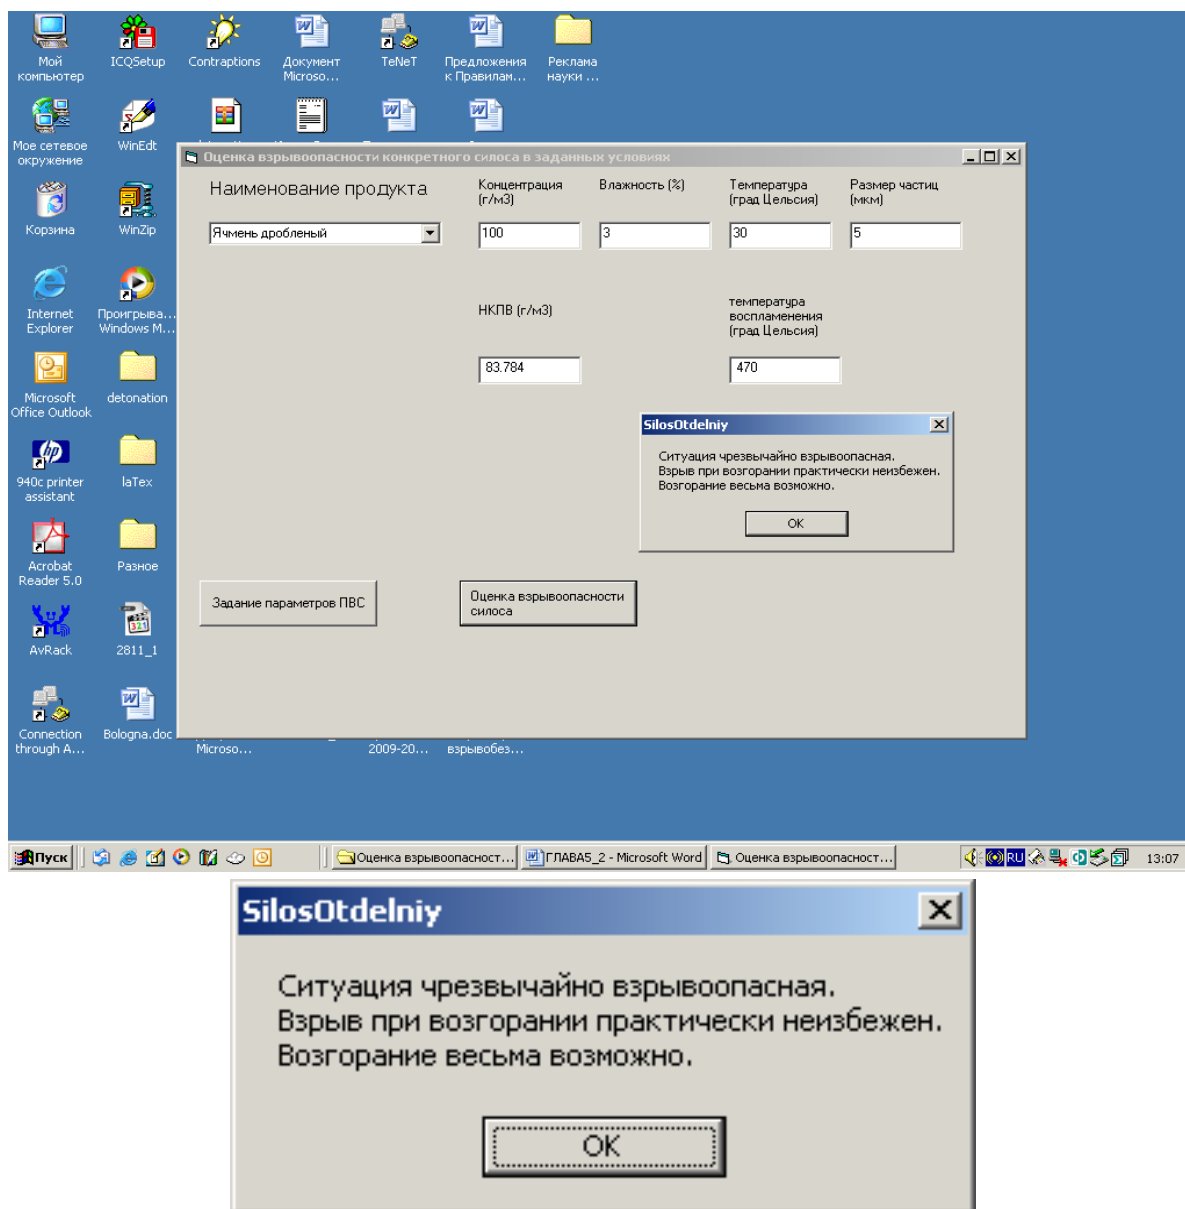 Мой
компьютер
ICQSetup
Contraptions
Документ
Microso...
TeNeT
Предложения
к Правилам...
Реклама
науки ...
Мое сетевое
окружение
WinEdt
Оценка взрывоопасности конкретного силоса в заданных условиях
Наименование продукта
Концентрация
(г/м3)
Влажность (%)
Температура
(град Цельсия)
Размер частиц
(мкм)
Корзина
WinZip
Ячмень дробленый
100
3
30
5
Internet
Explorer
Проигрыва...
Windows M...
НКПВ (г/м3)
температура
воспламенения
(град Цельсия)
83.784
470
Microsoft
Office Outlook
detonation
SilosOtdelniy
Ситуация чрезвычайно взрывоопасная.
Взрыв при возгорании практически неизбежен.
Возгорание весьма возможно.
OK
940c printer
assistant
laTex
Acrobat
Reader 5.0
Разное
Задание параметров ПВС
Оценка взрывоопасности
силоса
AvRack
2811_1
Connection
through A...
Bologna.doc
Microso...
2009-20...
взрывобез...
Пуск
Оценка взрывоопасност...
ГЛАВА5_2 - Microsoft Word
Оценка взрывоопасност...
RU
13:07
SilosOtdelniy
Ситуация чрезвычайно взрывоопасная.
Взрыв при возгорании практически неизбежен.
Возгорание весьма возможно.
OK